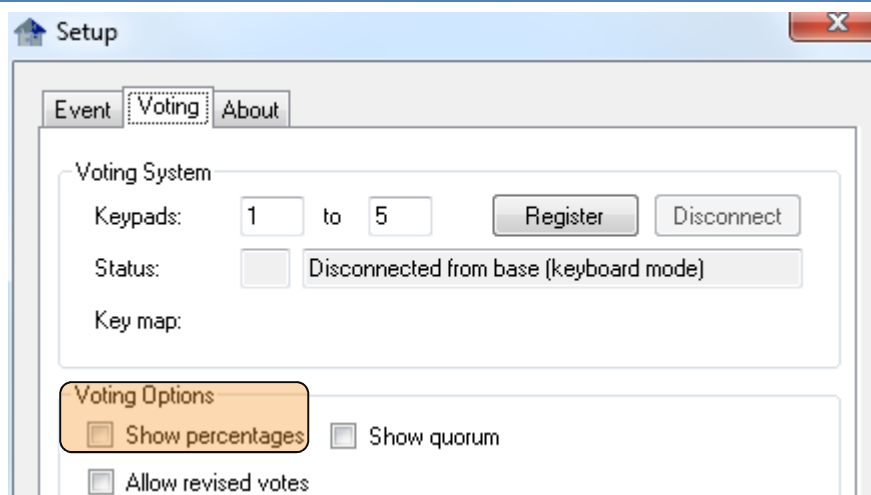 Setup
Event Voting About
Voting System
Keypads: 1 to 5 Register Disconnect
Status: Disconnected from base (keyboard mode)
Key map:
Voting Options
Show percentages Show quorum
Allow revised votes